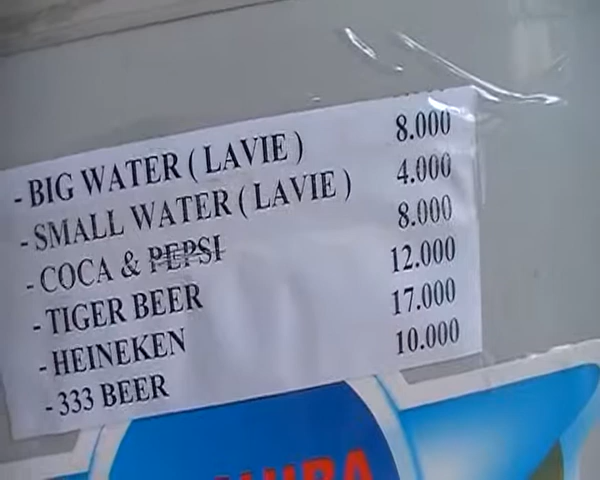 - BIG WATER ( LAVIE ) 8.000
- SMALL WATER ( LAVIE ) 4.000
- COCA & PEPSI 8.000
- TIGER BEER 12.000
- HEINEKEN 17.000
- 333 BEER 10.000